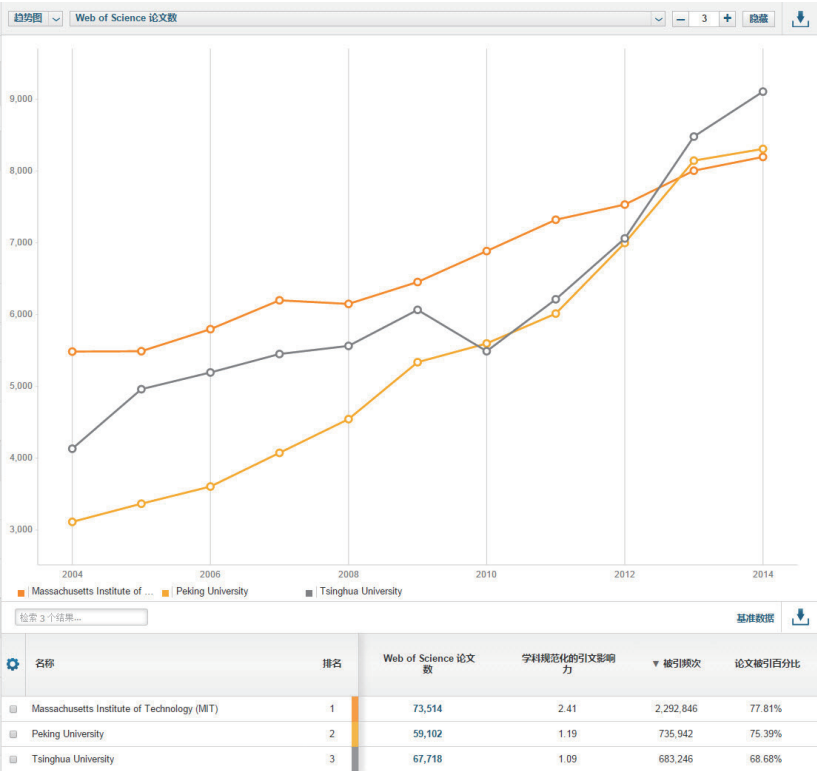 趋势图 Web of Science 论文数 3 隐藏
9,000
8,000
7,000
6,000
5,000
4,000
3,000
2004 2006 2008 2010 2012 2014
Massachusetts Institute of ... Peking University Tsinghua University
检索 3 个结果... 基准数据
名称 排名 Web of Science 论文 学科规范化的引文影响 ▼ 被引频次 论文被引百分比
数 力
Massachusetts Institute of Technology (MIT) 1 73,514 2.41 2,292,846 77.81%
Peking University 2 59,102 1.19 735,942 75.39%
Tsinghua University 3 67,718 1.09 683,246 68.68%